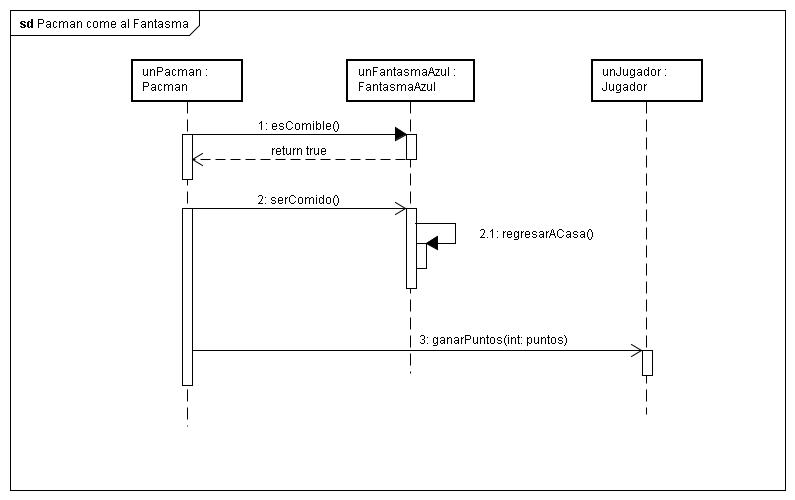 sd Pacman come al Fantasma
unPacman :
Pacman
unFantasmaAzul :
FantasmaAzul
unJugador :
Jugador
1: esComible()
return true
2: serComido()
2.1: regresarACasa()
3: ganarPuntos(int: puntos)